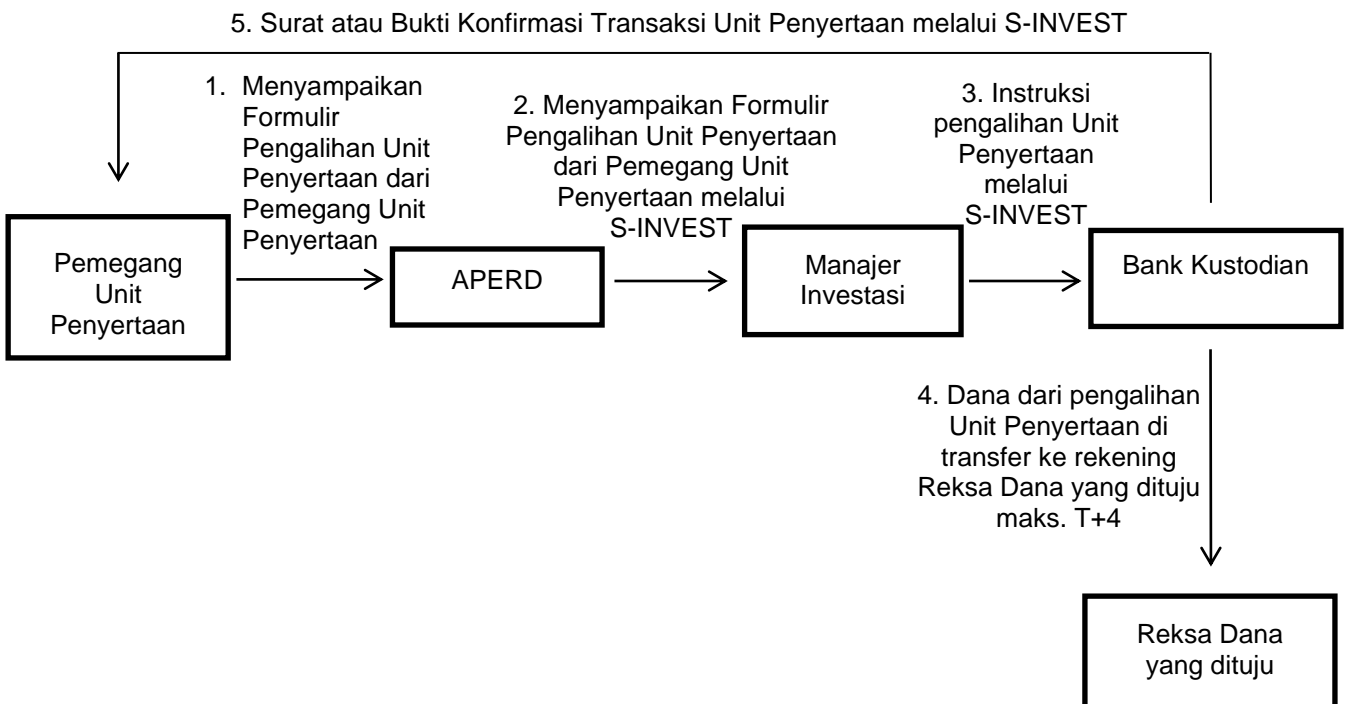 5. Surat atau Bukti Konfirmasi Transaksi Unit Penyertaan melalui S-INVEST
1. Menyampaikan
Formulir
Pengalihan Unit
Penyertaan dari
Pemegang Unit
Penyertaan
2. Menyampaikan Formulir
Pengalihan Unit Penyertaan
dari Pemegang Unit
Penyertaan melalui
S-INVEST
3. Instruksi
pengalihan Unit
Penyertaan
melalui
S-INVEST
Pemegang
Unit
Penyertaan
APERD
Manajer
Investasi
Bank Kustodian
4. Dana dari pengalihan
Unit Penyertaan di
transfer ke rekening
Reksa Dana yang dituju
maks. T+4
Reksa Dana
yang dituju